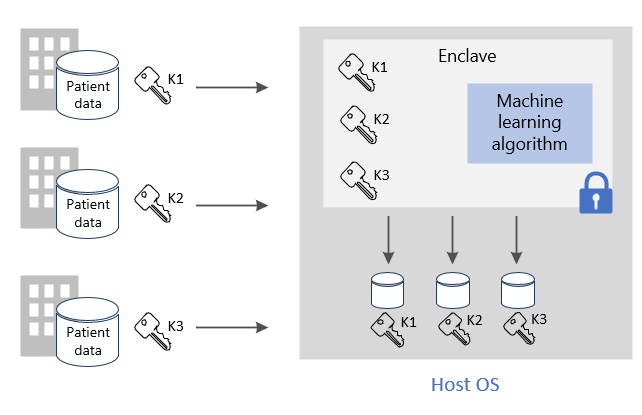 Patient
data
K1
Patient
data
K2
Patient
data
K3
Enclave
K1
K2
K3
Machine
learning
algorithm
K1
K2
K3
Host OS